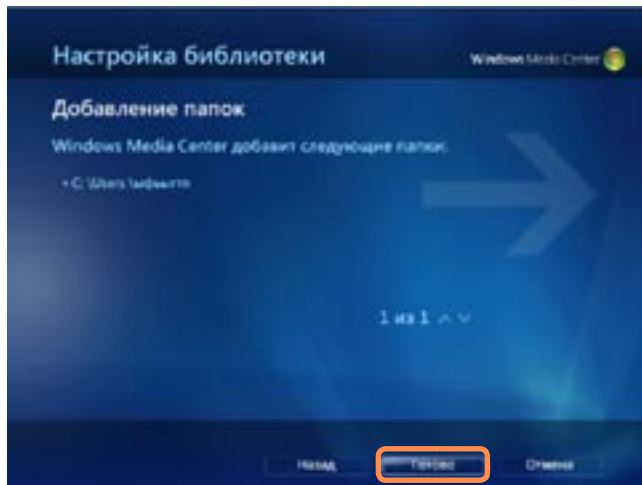 Настройка библиотеки
Windows Media Center
Добавление папок
Windows Media Center добавит следующие папки:
• C:\Users\
1 из 1
Назад Готово Отмена